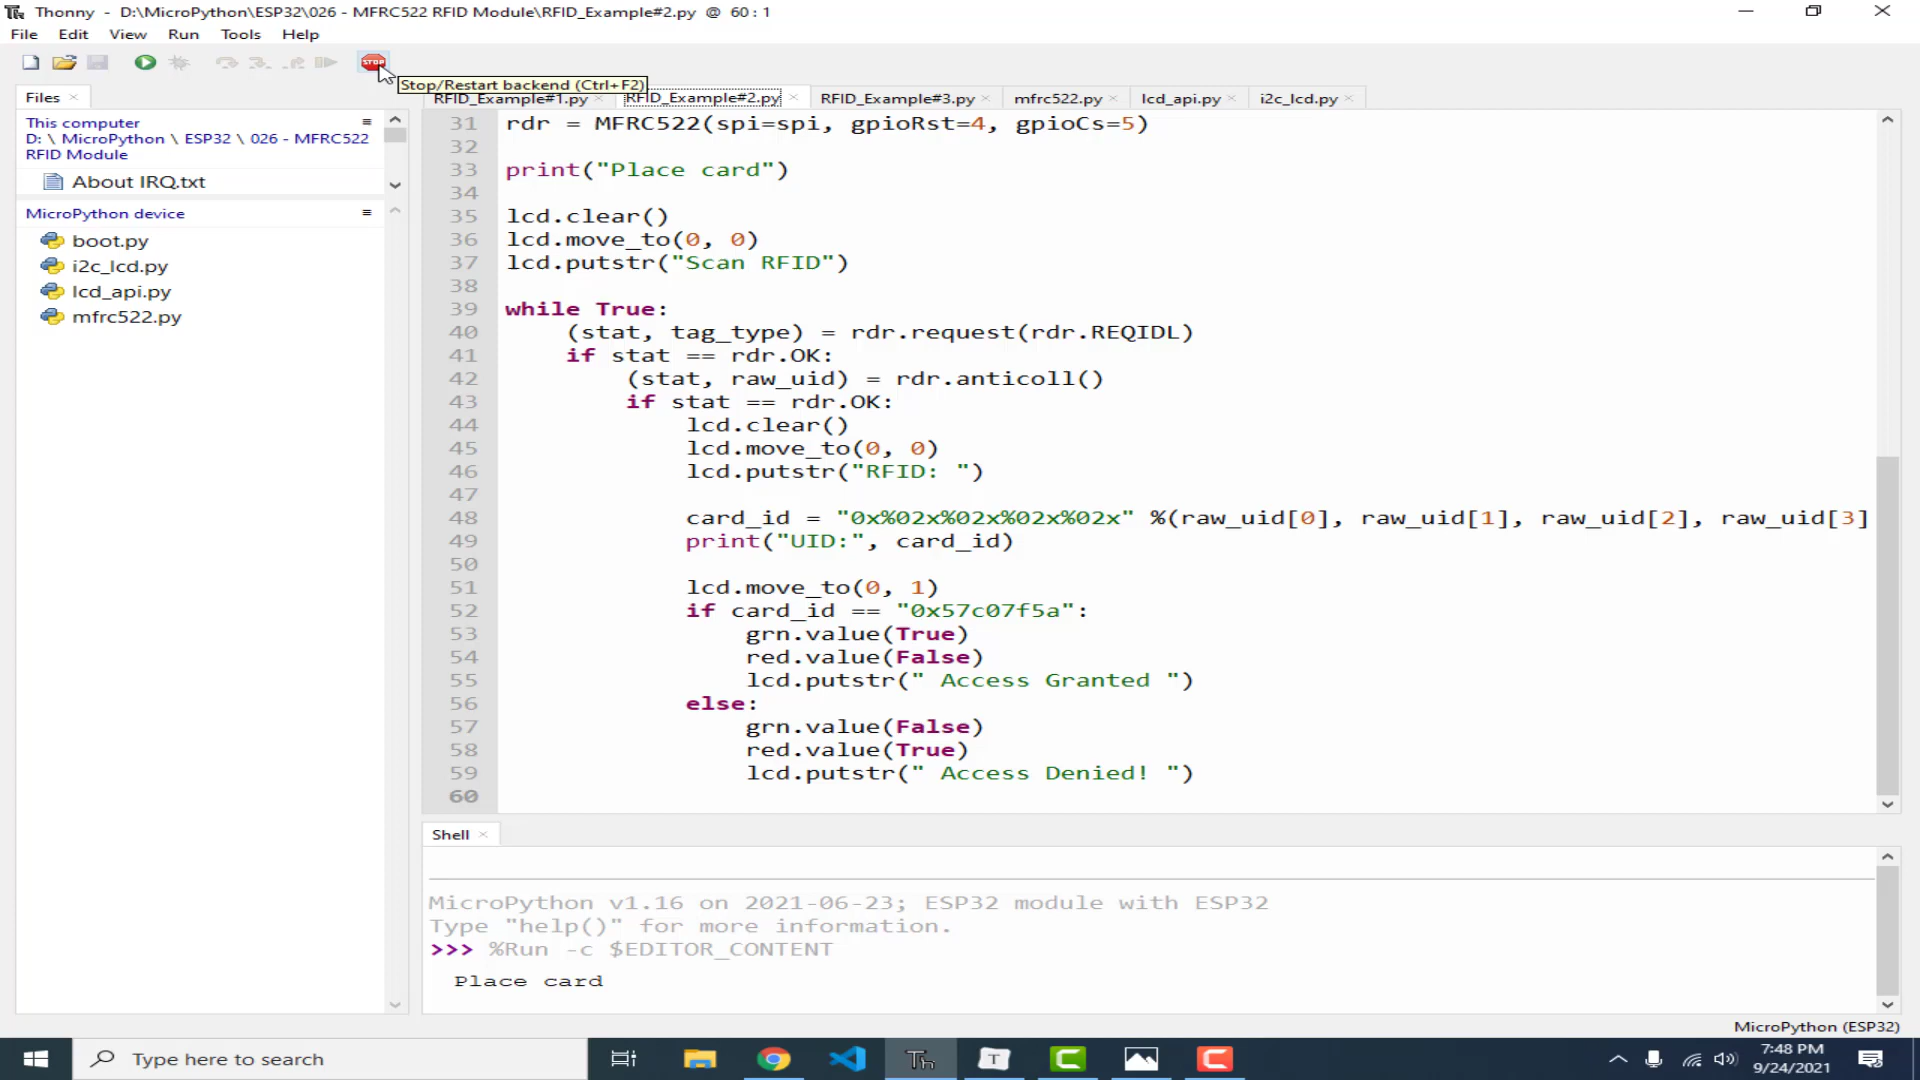 Thonny - D:\MicroPython\ESP32\026 - MFRC522 RFID Module\RFID_Example#2.py @ 60 : 1
File Edit View Run Tools Help
STOP
Stop/Restart backend (Ctrl+F2)
Files
RFID_Example#1.py RFID_Example#2.py RFID_Example#3.py mfrc522.py lcd_api.py i2c_lcd.py
This computer
D: \ MicroPython \ ESP32 \ 026 - MFRC522
RFID Module
About IRQ.txt
MicroPython device
boot.py
i2c_lcd.py
lcd_api.py
mfrc522.py
31 rdr = MFRC522(spi=spi, gpioRst=4, gpioCs=5)
32
33 print("Place card")
34
35 lcd.clear()
36 lcd.move_to(0, 0)
37 lcd.putstr("Scan RFID")
38
39 while True:
40     (stat, tag_type) = rdr.request(rdr.REQIDL)
41     if stat == rdr.OK:
42         (stat, raw_uid) = rdr.anticoll()
43         if stat == rdr.OK:
44             lcd.clear()
45             lcd.move_to(0, 0)
46             lcd.putstr("RFID: ")
47
48             card_id = "0x%02x%02x%02x%02x" %(raw_uid[0], raw_uid[1], raw_uid[2], raw_uid[3]
49             print("UID:", card_id)
50
51             lcd.move_to(0, 1)
52             if card_id == "0x57c07f5a":
53                 grn.value(True)
54                 red.value(False)
55                 lcd.putstr(" Access Granted ")
56             else:
57                 grn.value(False)
58                 red.value(True)
59                 lcd.putstr(" Access Denied! ")
60
Shell
MicroPython v1.16 on 2021-06-23; ESP32 module with ESP32
Type "help()" for more information.
>>> %Run -c $EDITOR_CONTENT
Place card
MicroPython (ESP32)
Type here to search
7:48 PM
9/24/2021